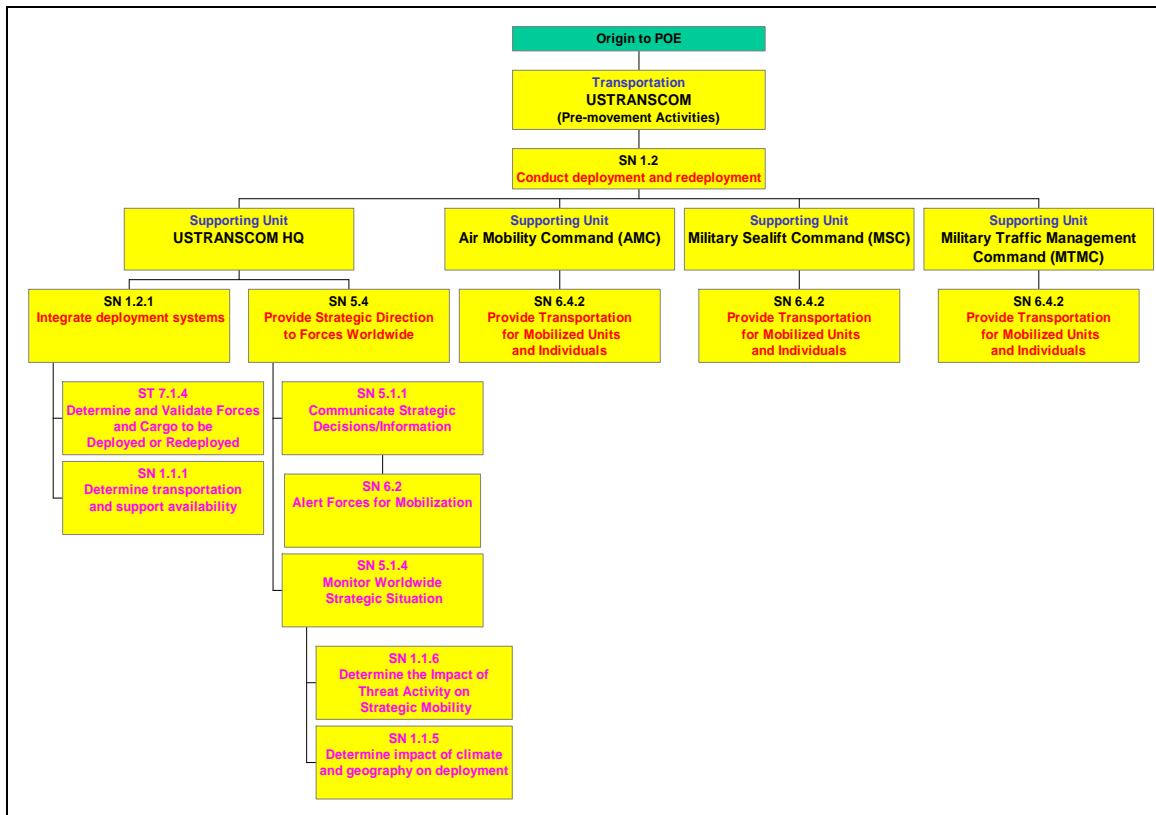 Origin to POE
Transportation
USTRANSCOM
(Pre-movement Activities)
SN 1.2
Conduct deployment and redeployment
Supporting Unit
USTRANSCOM HQ
Supporting Unit
Air Mobility Command (AMC)
Supporting Unit
Military Sealift Command (MSC)
Supporting Unit
Military Traffic Management
Command (MTMC)
SN 1.2.1
Integrate deployment systems
SN 5.4
Provide Strategic Direction
to Forces Worldwide
SN 6.4.2
Provide Transportation
for Mobilized Units
and Individuals
SN 6.4.2
Provide Transportation
for Mobilized Units
and Individuals
SN 6.4.2
Provide Transportation
for Mobilized Units
and Individuals
ST 7.1.4
Determine and Validate Forces
and Cargo to be
Deployed or Redeployed
SN 1.1.1
Determine transportation
and support availability
SN 5.1.1
Communicate Strategic
Decisions/Information
SN 6.2
Alert Forces for Mobilization
SN 5.1.4
Monitor Worldwide
Strategic Situation
SN 1.1.6
Determine the Impact of
Threat Activity on
Strategic Mobility
SN 1.1.5
Determine impact of climate
and geography on deployment